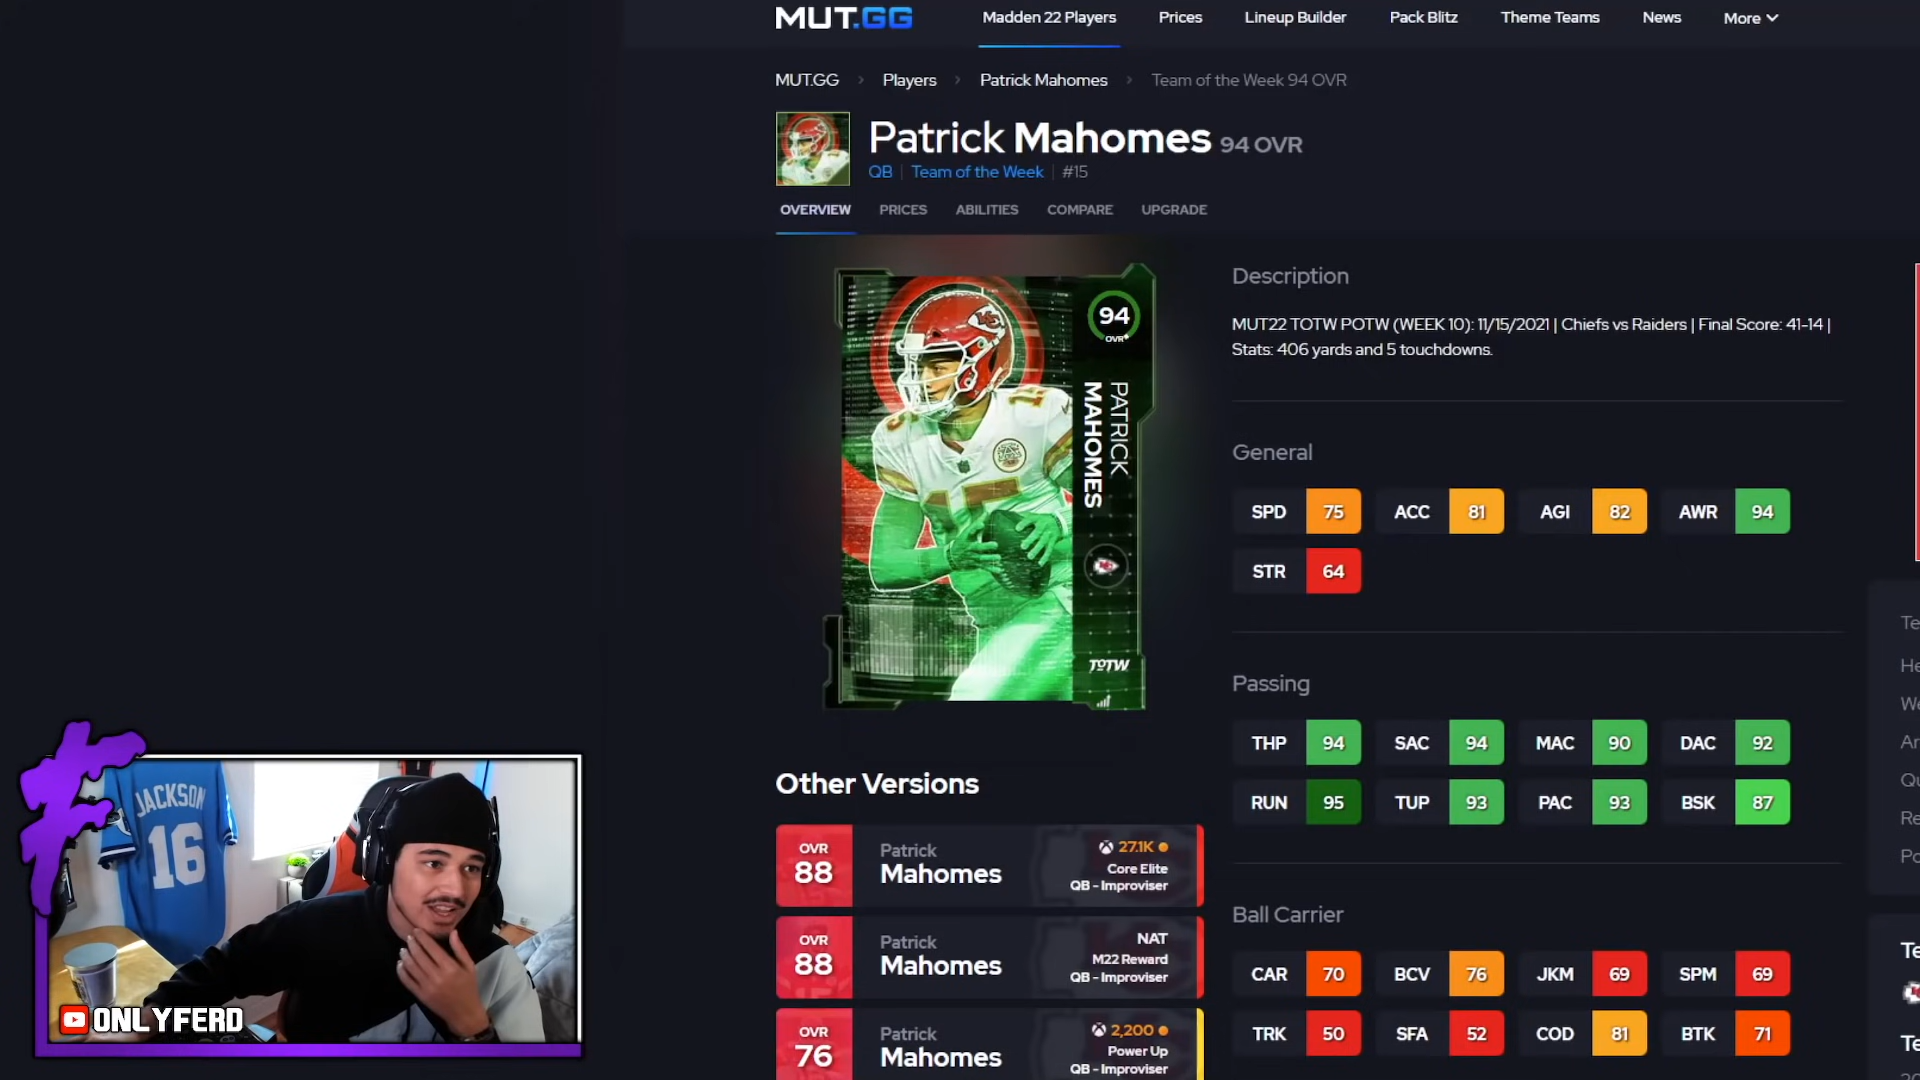 MUT.GG
Madden 22 Players
Prices
Lineup Builder
Pack Blitz
Theme Teams
News
More
MUT.GG > Players > Patrick Mahomes > Team of the Week 94 OVR
Patrick Mahomes 94 OVR
QB | Team of the Week | #15
OVERVIEW
PRICES
ABILITIES
COMPARE
UPGRADE
94
OVR
PATRICK
MAHOMES
15
TOTW
Description
MUT22 TOTW POTW (WEEK 10): 11/15/2021 | Chiefs vs Raiders | Final Score: 41-14 |
Stats: 406 yards and 5 touchdowns.
General
SPD 75 ACC 81 AGI 82 AWR 94
STR 64
Passing
THP 94 SAC 94 MAC 90 DAC 92
RUN 95 TUP 93 PAC 93 BSK 87
Ball Carrier
CAR 70 BCV 76 JKM 69 SPM 69
TRK 50 SFA 52 COD 81 BTK 71
Other Versions
OVR
88
Patrick
Mahomes
27.1K
Core Elite
QB - Improviser
OVR
88
Patrick
Mahomes
NAT
M22 Reward
QB - Improviser
OVR
76
Patrick
Mahomes
2,200
Power Up
QB - Improviser
JACKSON
16
ONLYFERD